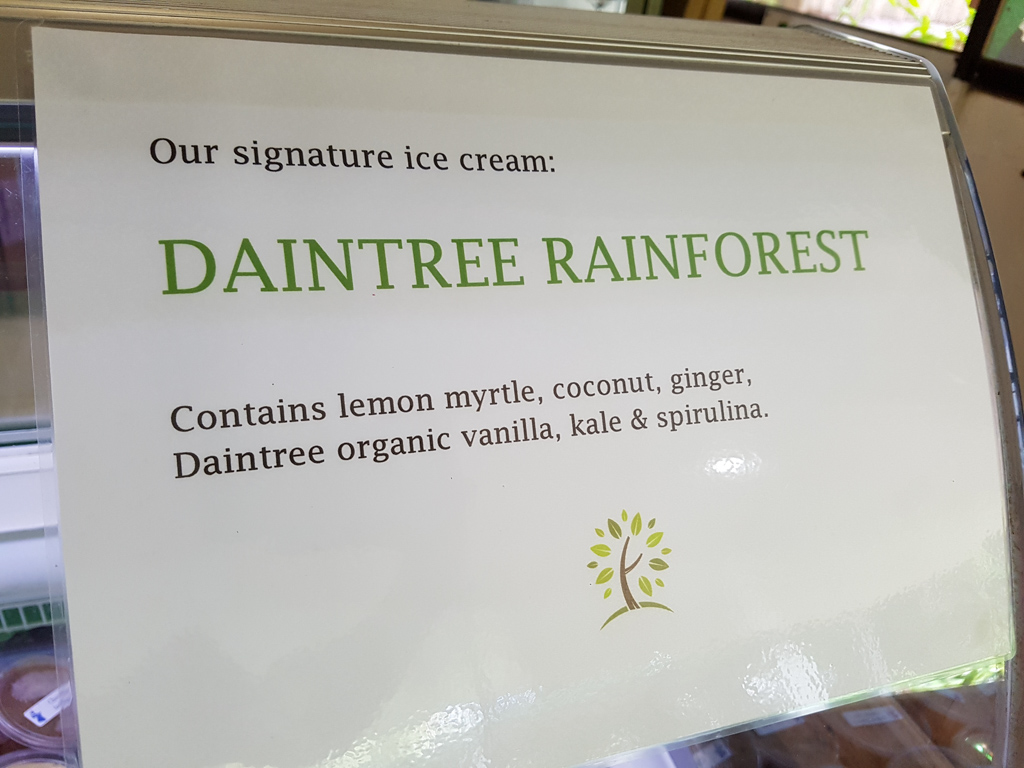 Our signature ice cream:
DAINTREE RAINFOREST
Contains lemon myrtle, coconut, ginger,
Daintree organic vanilla, kale & spirulina.